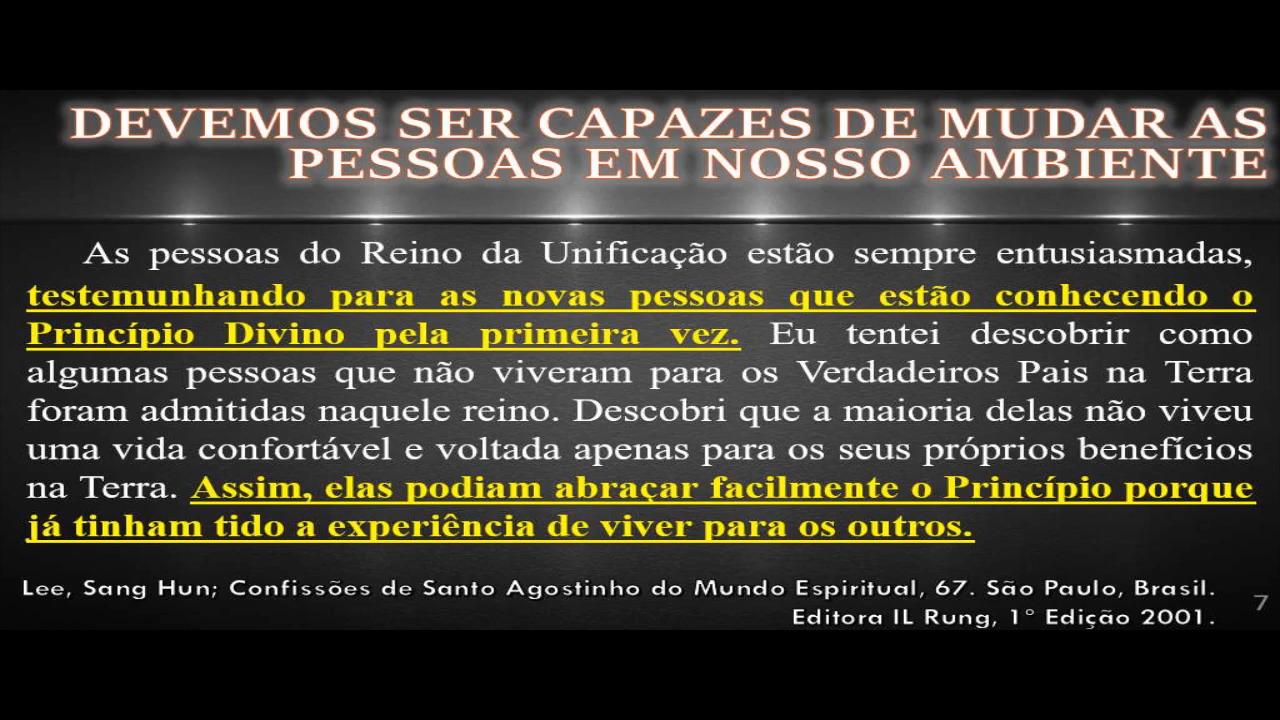 DEVEMOS SER CAPAZES DE MUDAR AS
PESSOAS EM NOSSO AMBIENTE
As pessoas do Reino da Unificação estão sempre entusiasmadas,
testemunhando para as novas pessoas que estão conhecendo o
Princípio Divino pela primeira vez. Eu tentei descobrir como
algumas pessoas que não viveram para os Verdadeiros Pais na Terra
foram admitidas naquele reino. Descobri que a maioria delas não viveu
uma vida confortável e voltada apenas para os seus próprios benefícios
na Terra. Assim, elas podiam abraçar facilmente o Princípio porque
já tinham tido a experiência de viver para os outros.
Lee, Sang Hun; Confissões de Santo Agostinho do Mundo Espiritual, 67. São Paulo, Brasil.
Editora IL Rung, 1° Edição 2001.
7